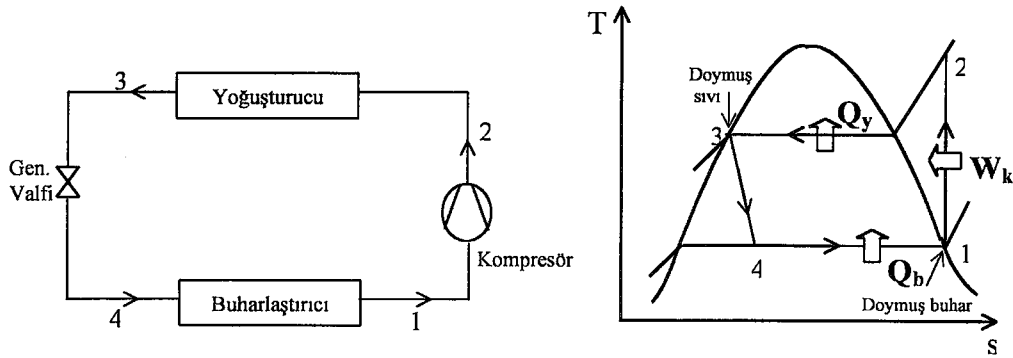 3
Yoğuşturucu
2
Gen.
Valfi
Kompresör
4
Buharlaştırıcı
1
T
Doymuş
sıvı
2
3
Qy
Wk
4
1
Qb
Doymuş buhar
s